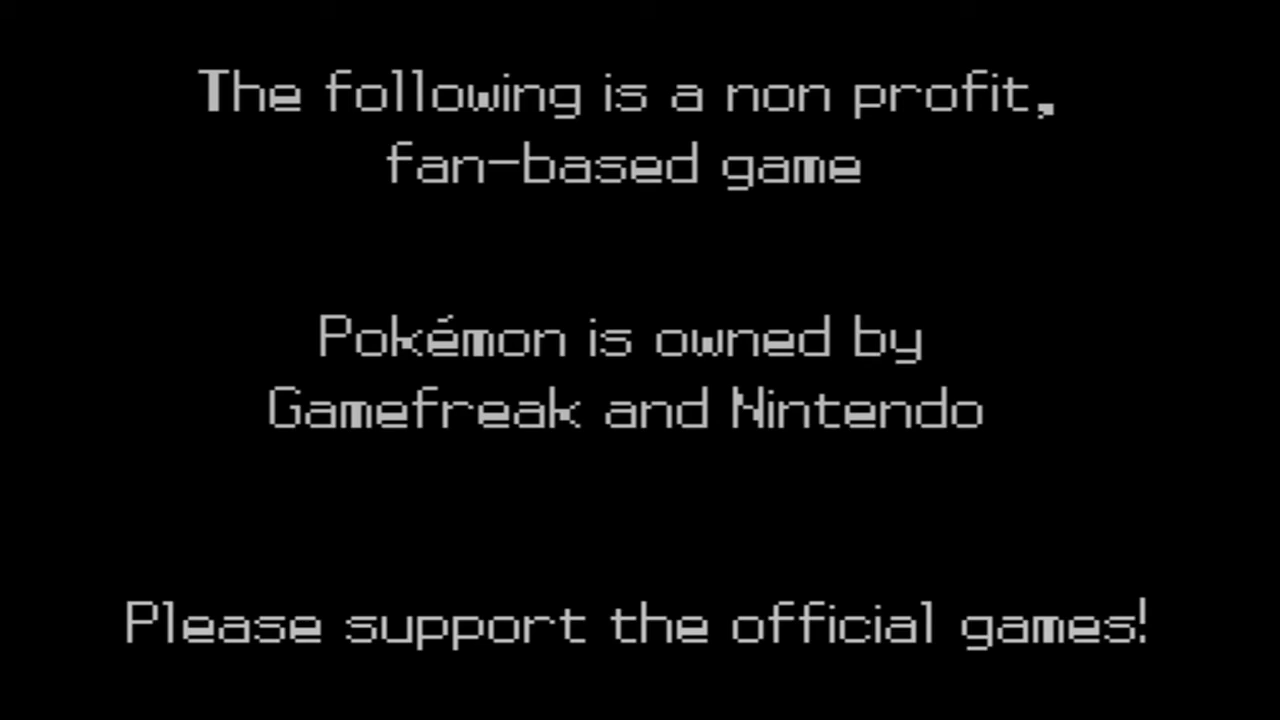 The following is a non profit,
fan-based game
Pokémon is owned by
Gamefreak and Nintendo
Please support the official games!